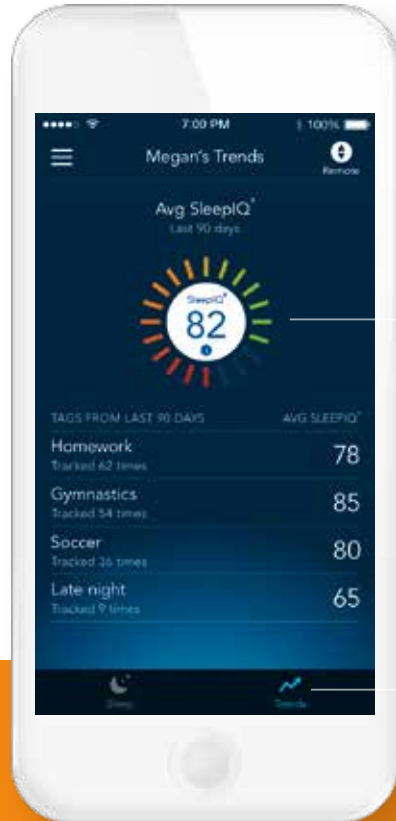 7:00 PM
100%
Megan's Trends
Remote
Avg SleepIQ®
Last 90 days
SleepIQ®
82
TAGS FROM LAST 90 DAYS AVG SLEEPIQ®
Homework
Tracked 62 times
78
Gymnastics
Tracked 54 times
85
Soccer
Tracked 36 times
80
Late night
Tracked 9 times
65
Sleep
Trends